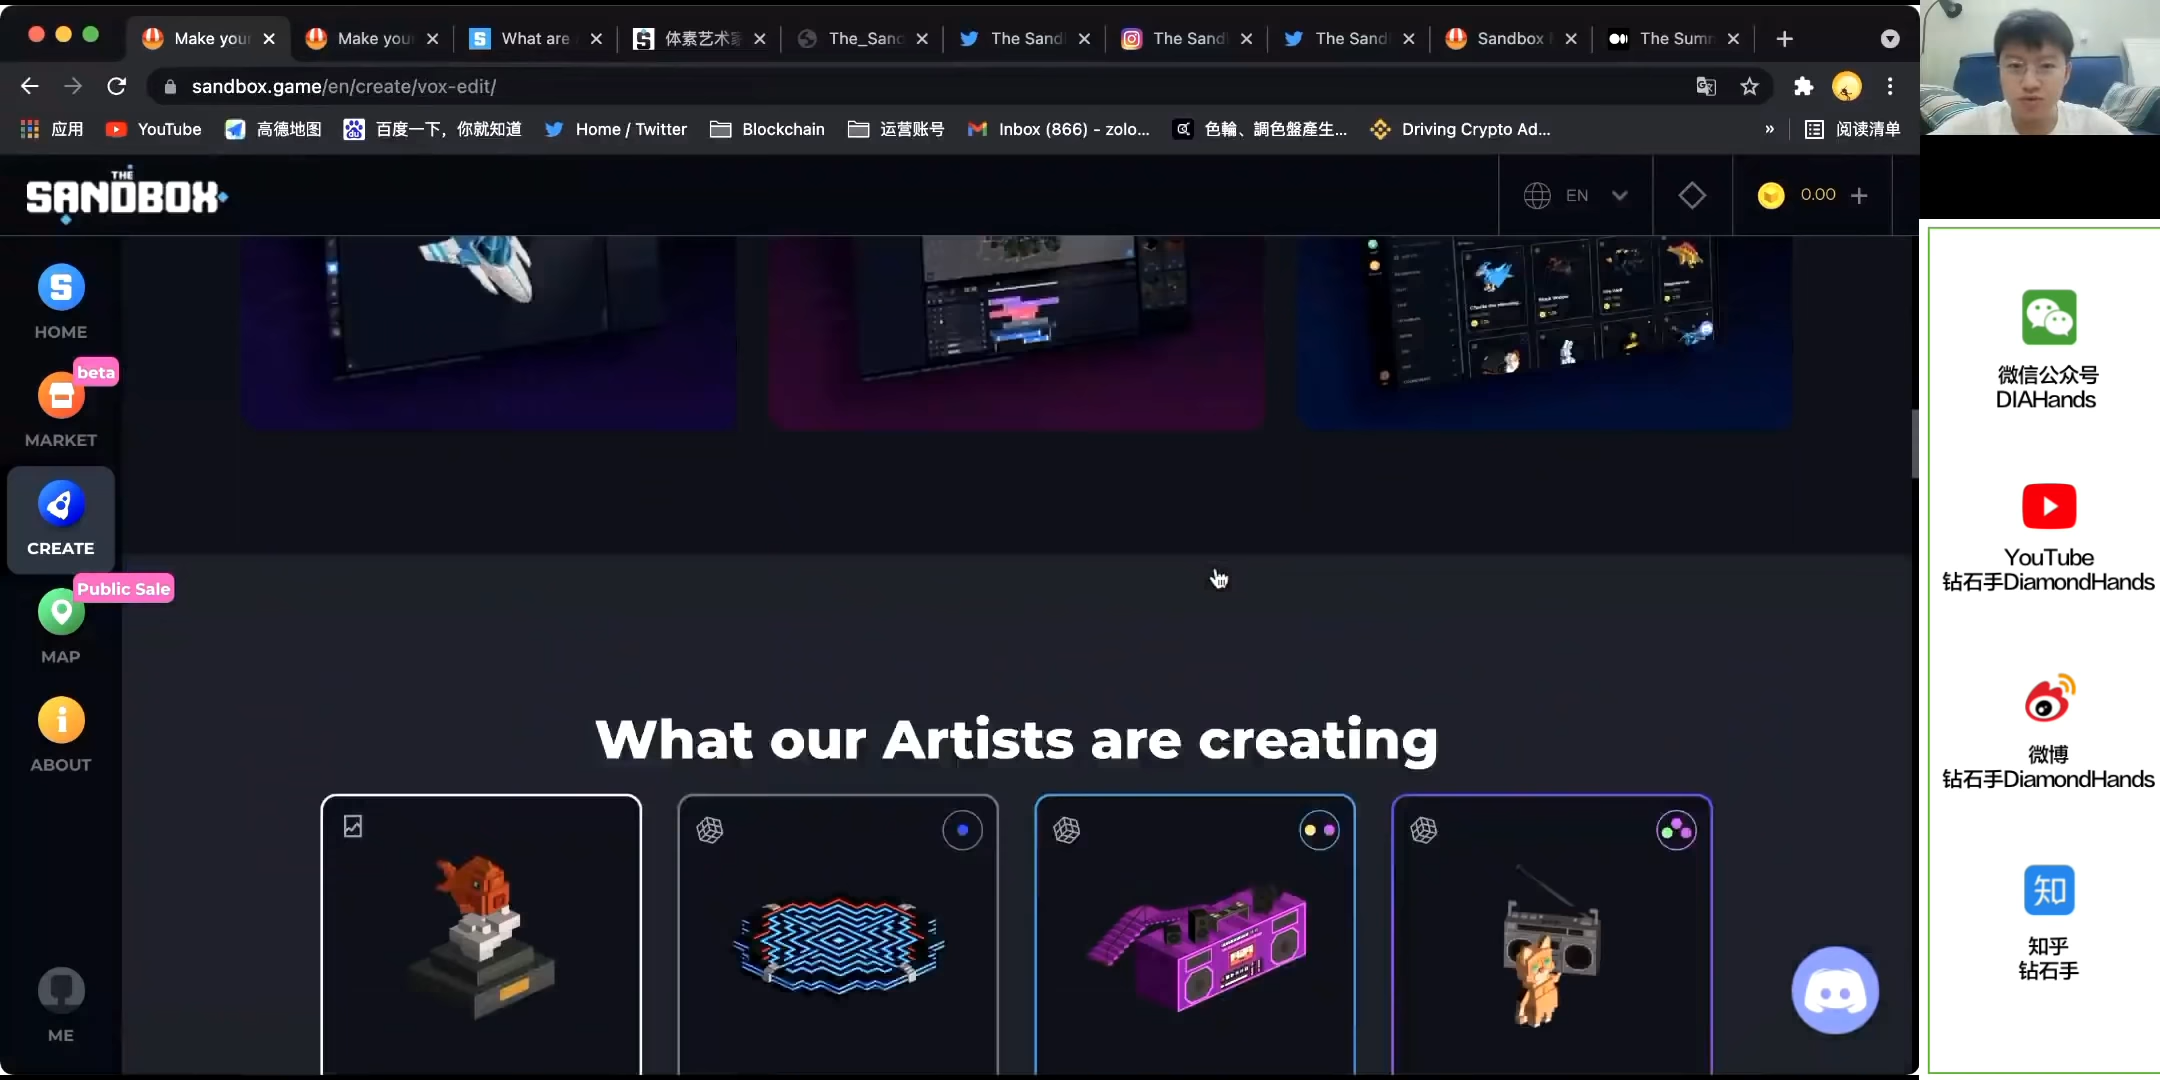 Make you
Make you
What are
体素艺术家
The_Sand
The Sand
The Sand
The Sand
Sandbox
The Sum
sandbox.game/en/create/vox-edit/
应用
YouTube
高德地图
百度一下，你就知道
Home / Twitter
Blockchain
运营账号
Inbox (866) - zolo...
色輪、調色盤產生...
Driving Crypto Ad...
»
阅读清单
THE
SANDBOX
EN
0.00
HOME
beta
MARKET
CREATE
Public Sale
MAP
ABOUT
ME
What our Artists are creating
微信公众号
DIAHands
YouTube
钻石手DiamondHands
微博
钻石手DiamondHands
知
知乎
钻石手